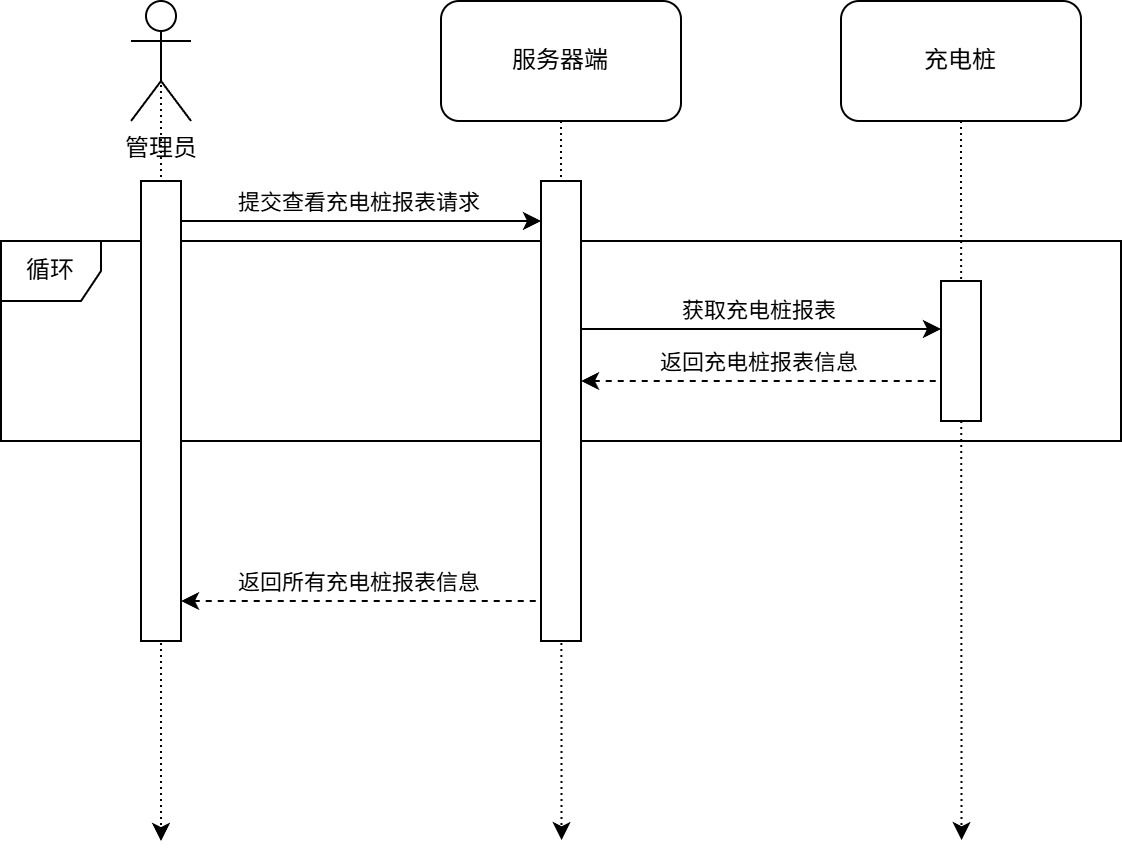 服务器端
充电桩
管理员
提交查看充电桩报表请求
循环
获取充电桩报表
返回充电桩报表信息
返回所有充电桩报表信息